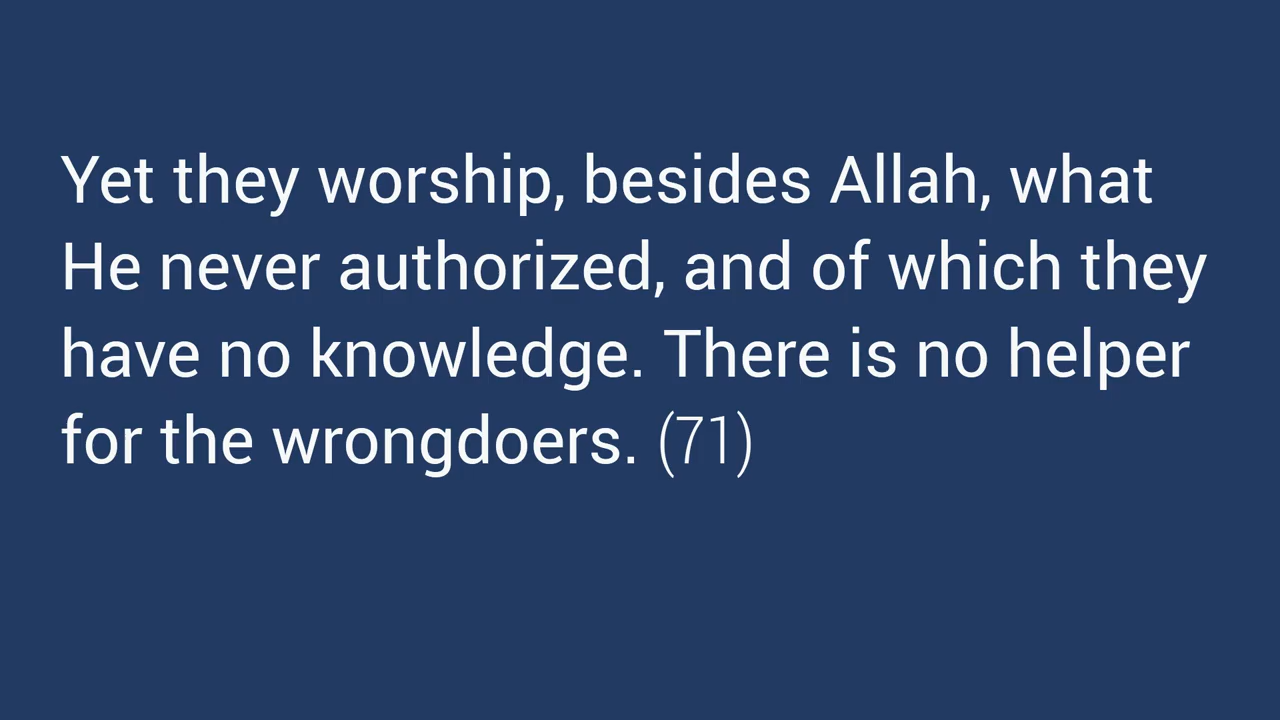 Yet they worship, besides Allah, what
He never authorized, and of which they
have no knowledge. There is no helper
for the wrongdoers. (71)